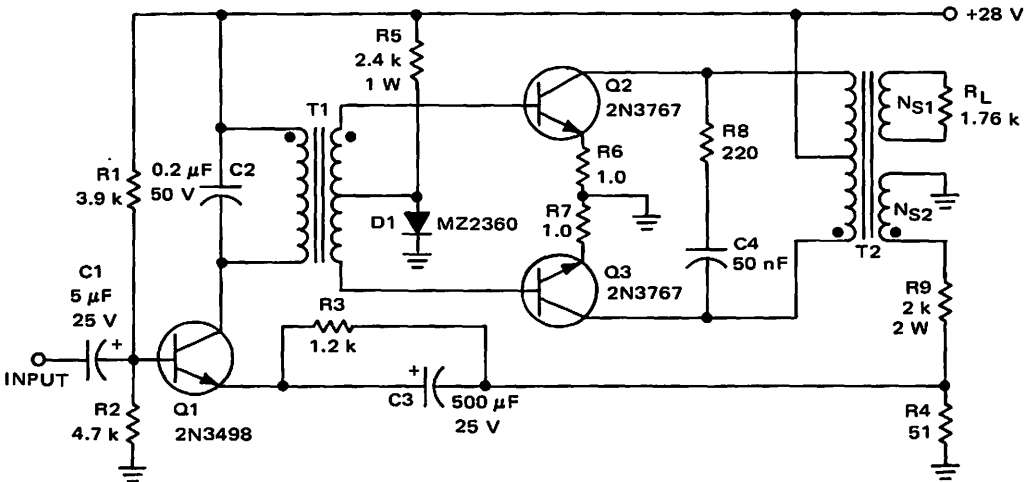 +28 V
R5
2.4 k
1 W
T1
Q2
2N3767
R8
220
NS1
RL
1.76 k
R1
3.9 k
0.2 μF
50 V
C2
R6
1.0
D1
MZ2360
R7
1.0
NS2
T2
C4
50 nF
Q3
2N3767
C1
5 μF
25 V
+
R3
1.2 k
R9
2 k
2 W
INPUT
+
C3
500 μF
25 V
R2
4.7 k
Q1
2N3498
R4
51